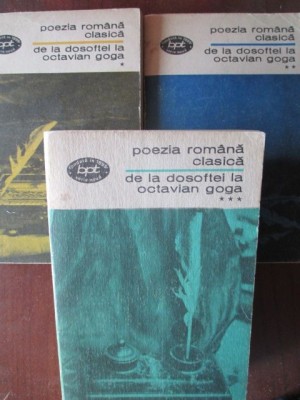 poezia română
clasică
de la dosoftei la
octavian goga
*
poezia română
clasică
de la dosoftei la
octavian goga
**
poezia română
clasică
bpt
de la dosoftei la
octavian goga
***